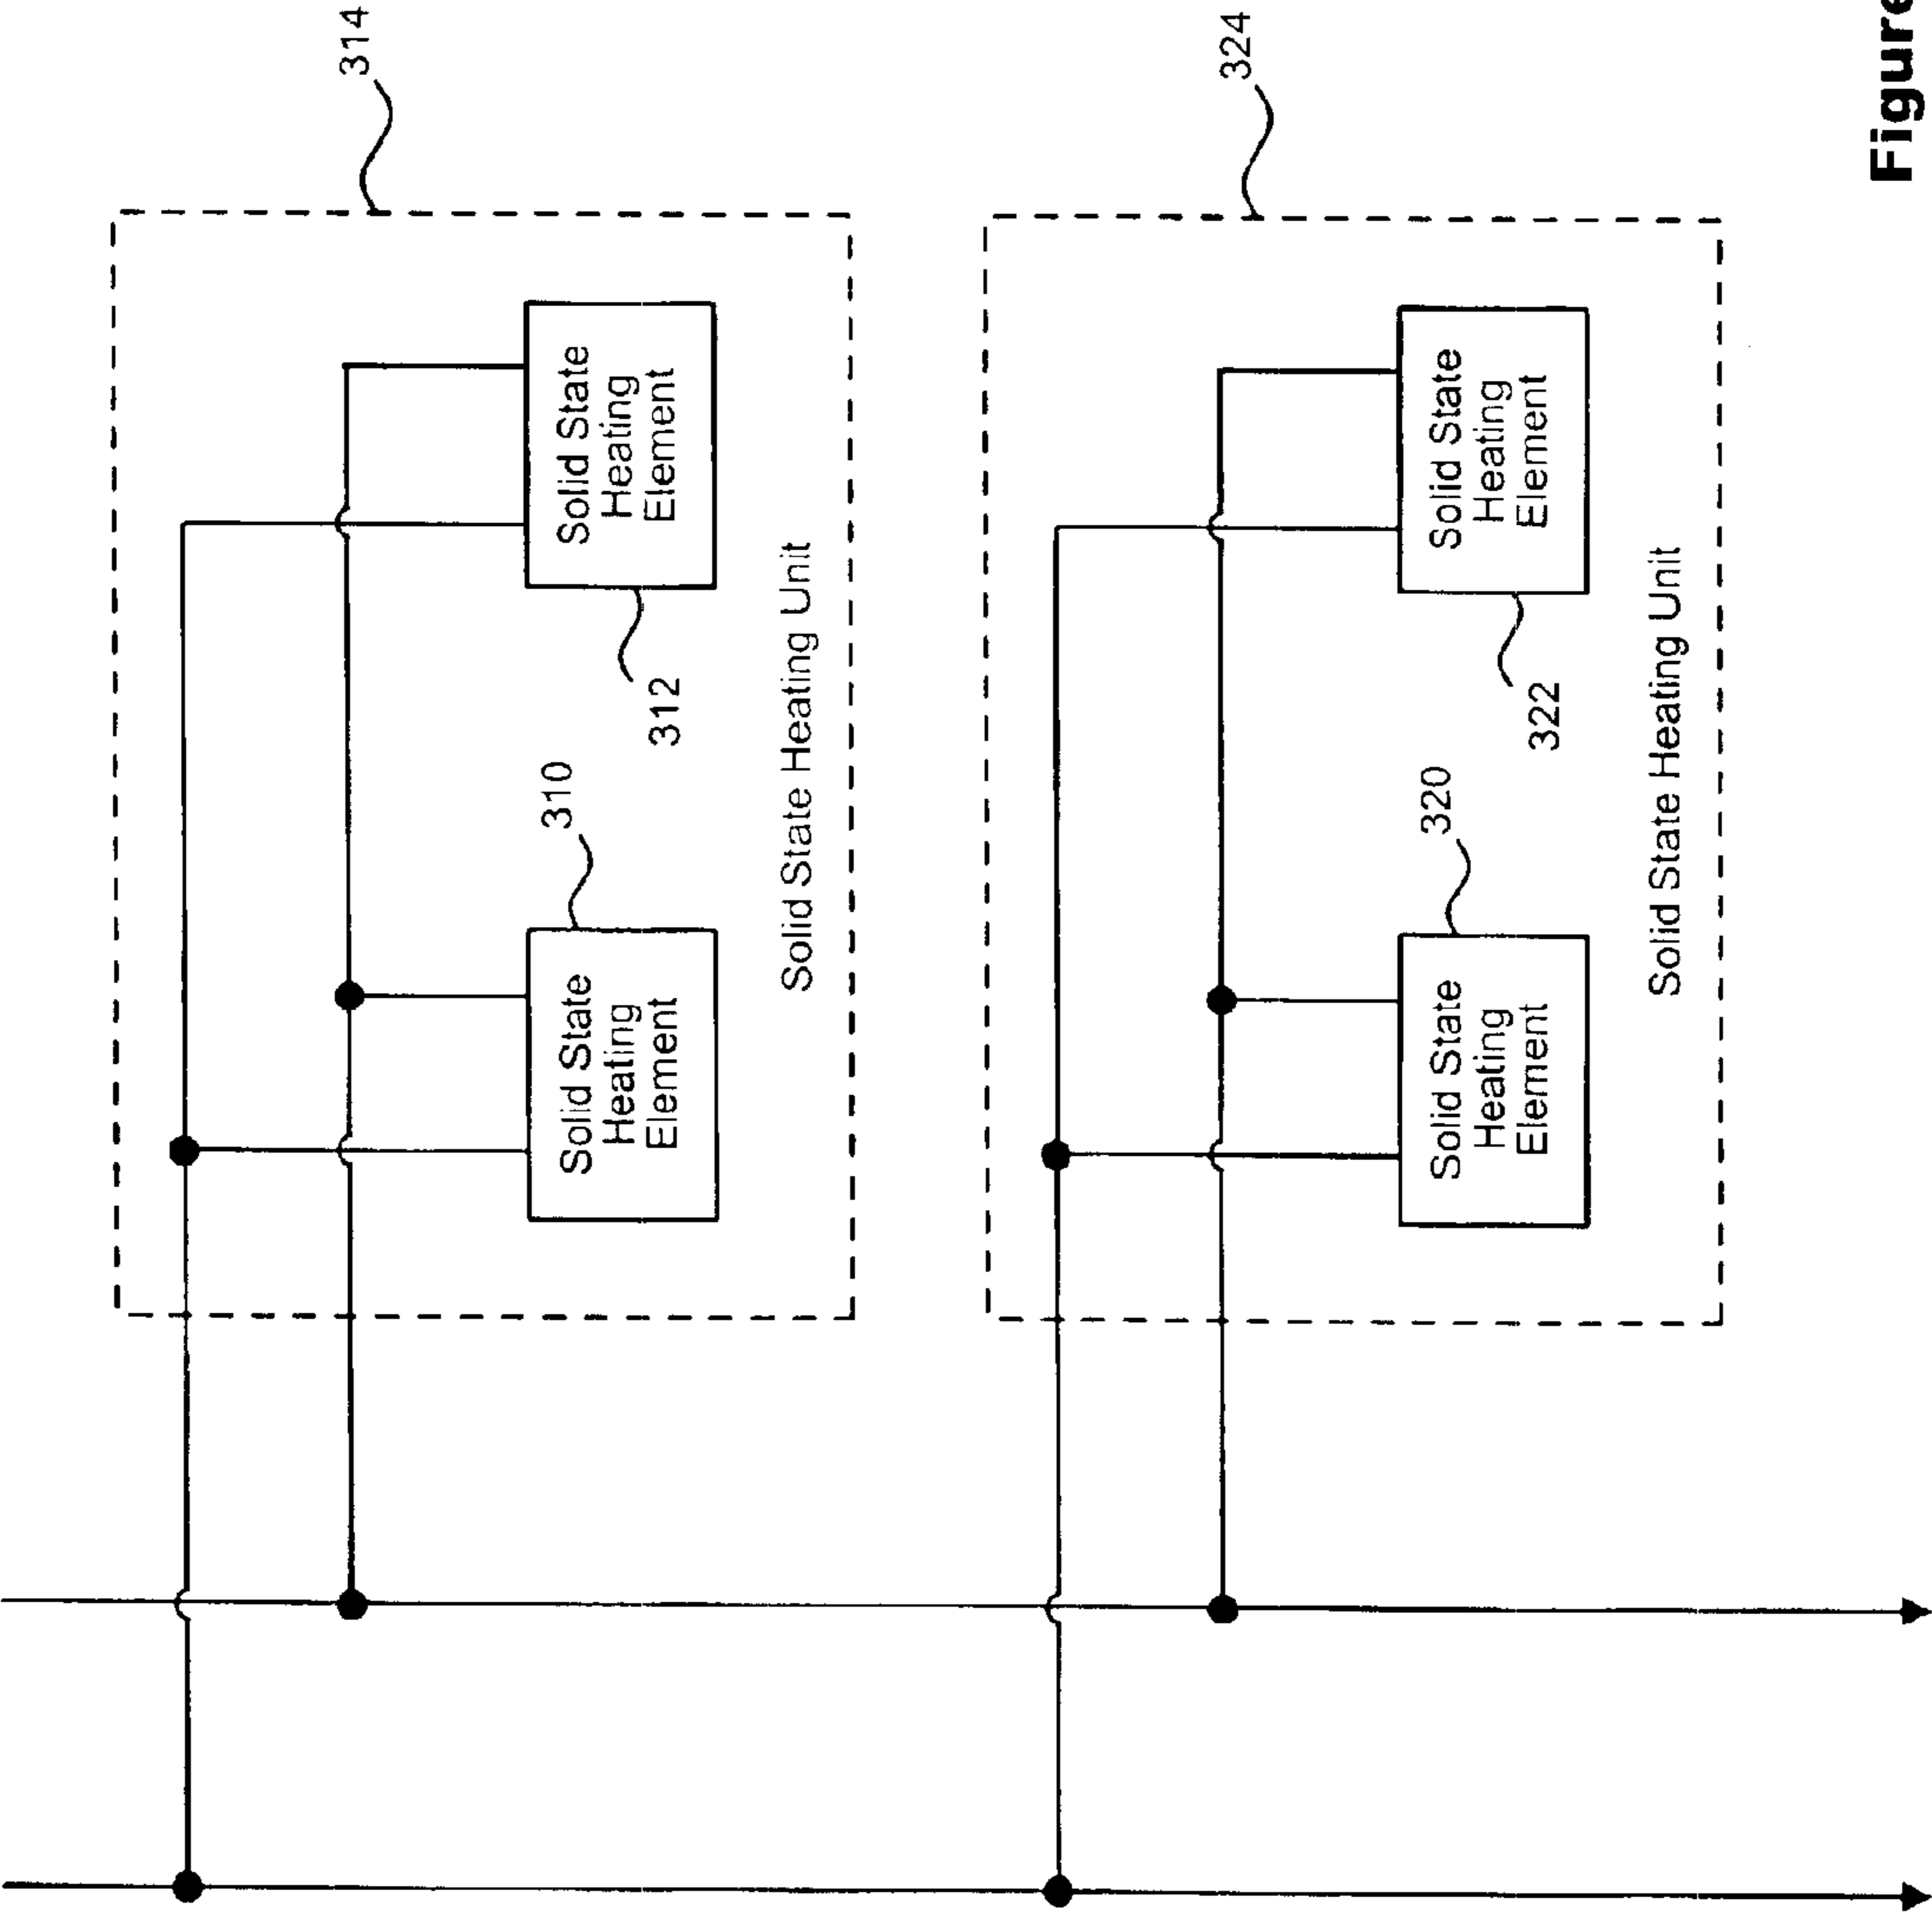 314
Solid State
Heating
Element
312
310
Solid State
Heating
Element
Solid State Heating Unit
324
Solid State
Heating
Element
322
320
Solid State
Heating
Element
Solid State Heating Unit
Figure